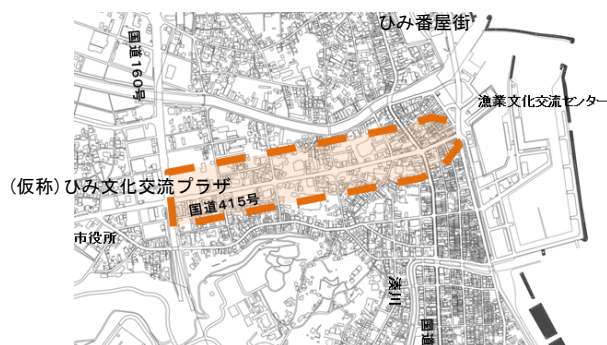 ひみ番屋街
国道160号
漁業文化交流センター
(仮称)ひみ文化交流プラザ
国道415号
市役所
湊川
国道